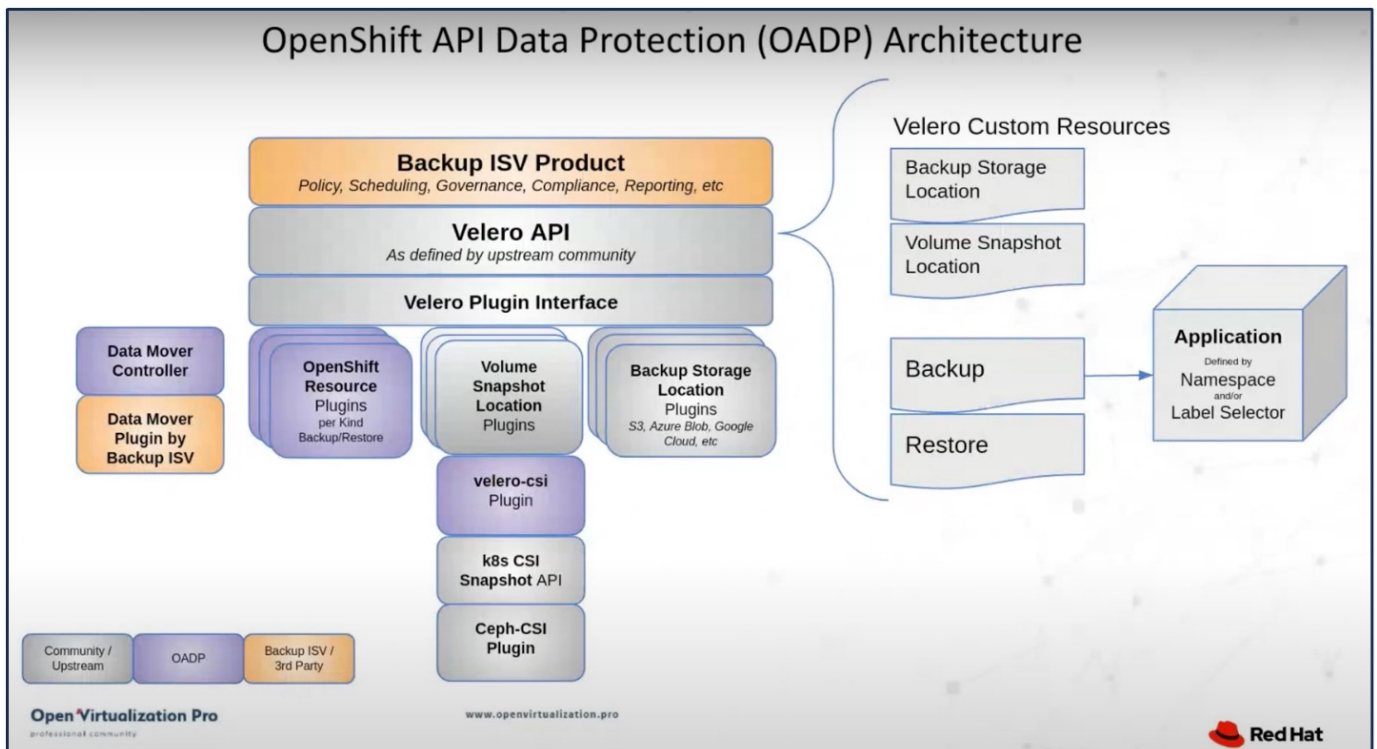 OpenShift API Data Protection (OADP) Architecture
Backup ISV Product
Policy, Scheduling, Governance, Compliance, Reporting, etc
Velero API
As defined by upstream community
Velero Plugin Interface
Data Mover
Controller
Data Mover
Plugin by
Backup ISV
OpenShift
Resource
Plugins
per Kind
Backup/Restore
Volume
Snapshot
Location
Plugins
Backup Storage
Location
Plugins
S3, Azure Blob, Google
Cloud, etc
velero-csi
Plugin
k8s CSI
Snapshot API
Ceph-CSI
Plugin
Velero Custom Resources
Backup Storage
Location
Volume Snapshot
Location
Backup
Restore
Application
Defined by
Namespace
and/or
Label Selector
Community /
Upstream
OADP
Backup ISV /
3rd Party
Open Virtualization Pro
professional community
www.openvirtualization.pro
Red Hat